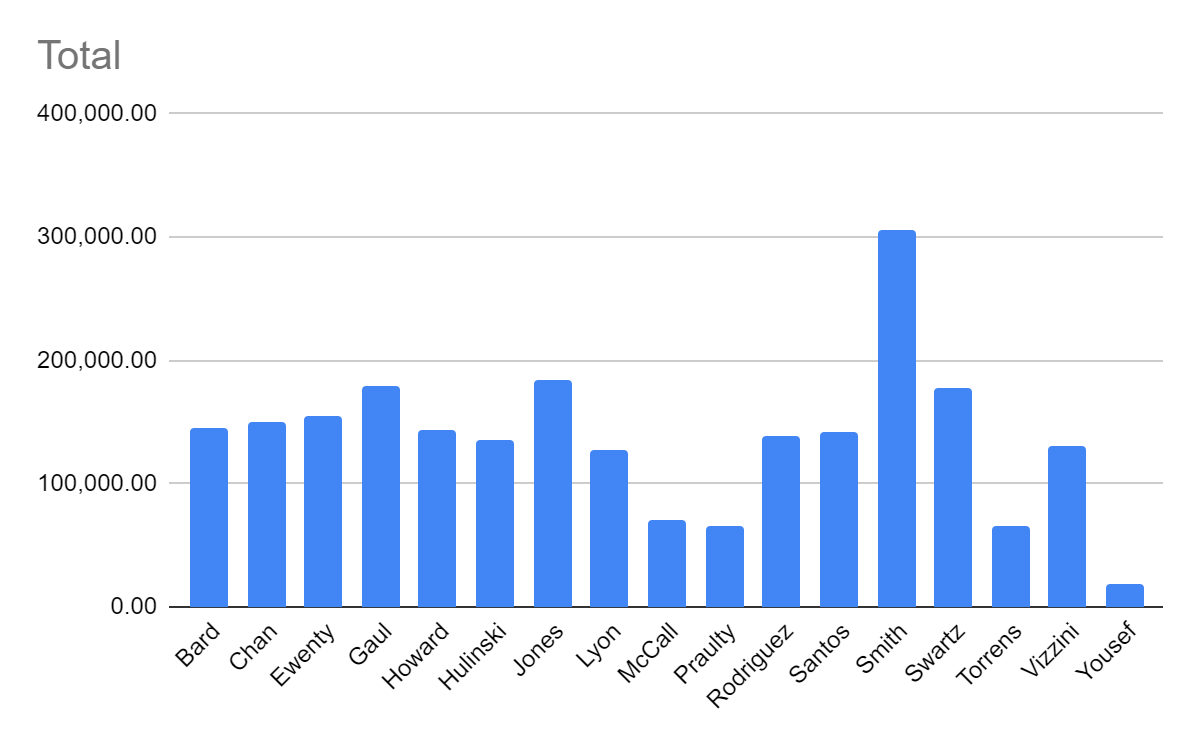 Total
400,000.00
300,000.00
200,000.00
100,000.00
0.00
Bard
Chan
Ewenty
Gaul
Howard
Hulinski
Jones
Lyon
McCall
Praulty
Rodriguez
Santos
Smith
Swartz
Torrens
Vizzini
Yousef